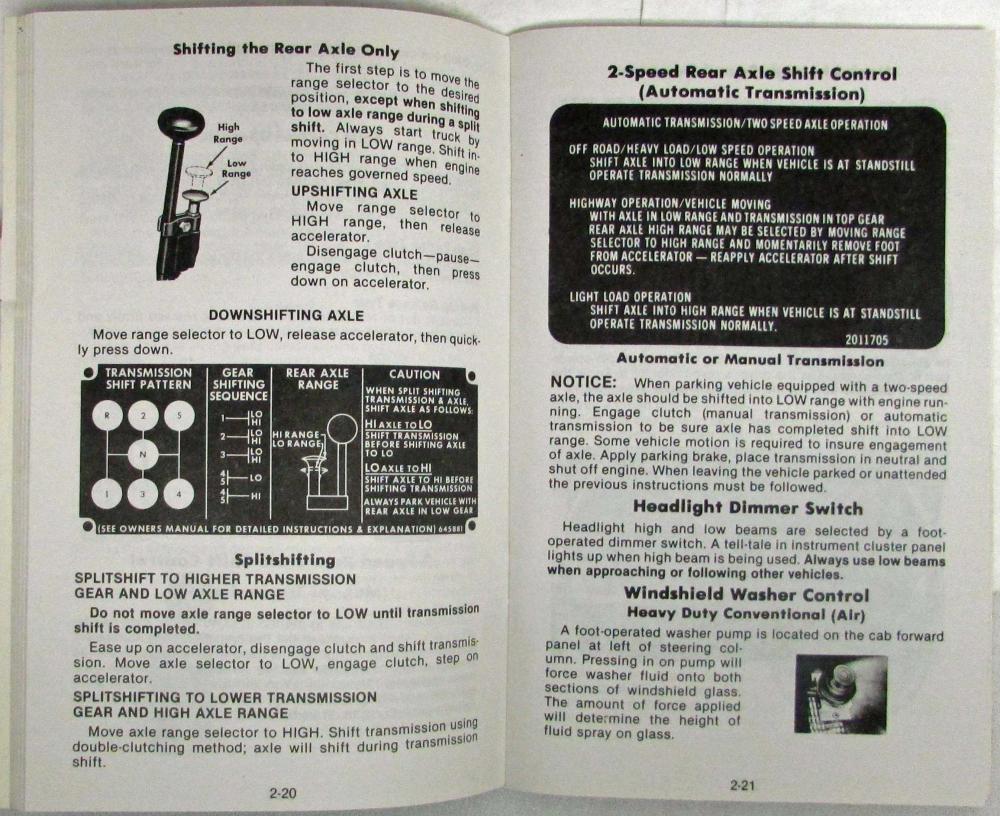 Shifting the Rear Axle Only
High
Range
Low
Range
The first step is to move the
range selector to the desired
position, except when shifting
to low axle range during a split
shift. Always start truck by
moving in LOW range. Shift in-
to HIGH range when engine
reaches governed speed.
UPSHIFTING AXLE
Move range selector to
HIGH range, then release
accelerator.
Disengage clutch—pause—
engage clutch, then press
down on accelerator.
DOWNSHIFTING AXLE
Move range selector to LOW, release accelerator, then quick-
ly press down.
TRANSMISSION
SHIFT PATTERN
R 2 5
N
1 3 4
GEAR
SHIFTING
SEQUENCE
1 LO
HI
2 LO
HI
3 LO
HI
4
5 LO
4
5 HI
REAR AXLE
RANGE
HI RANGE
LO RANGE
CAUTION
WHEN SPLIT SHIFTING
TRANSMISSION & AXLE,
SHIFT AXLE AS FOLLOWS:
HI AXLE TO LO
SHIFT TRANSMISSION
BEFORE SHIFTING AXLE
TO LO
LO AXLE TO HI
SHIFT AXLE TO HI BEFORE
SHIFTING TRANSMISSION
ALWAYS PARK VEHICLE WITH
REAR AXLE IN LOW GEAR
(SEE OWNERS MANUAL FOR DETAILED INSTRUCTIONS & EXPLANATION)
Splitshifting
SPLITSHIFT TO HIGHER TRANSMISSION
GEAR AND LOW AXLE RANGE
Do not move axle range selector to LOW until transmission
shift is completed.
Ease up on accelerator, disengage clutch and shift transmis-
sion. Move axle selector to LOW, engage clutch, step on
accelerator.
SPLITSHIFTING TO LOWER TRANSMISSION
GEAR AND HIGH AXLE RANGE
Move axle range selector to HIGH. Shift transmission using
double-clutching method; axle will shift during transmission
shift.
2-20
2-Speed Rear Axle Shift Control
(Automatic Transmission)
AUTOMATIC TRANSMISSION/TWO SPEED AXLE OPERATION
OFF ROAD/HEAVY LOAD/LOW SPEED OPERATION
SHIFT AXLE INTO LOW RANGE WHEN VEHICLE IS AT STANDSTILL
OPERATE TRANSMISSION NORMALLY
HIGHWAY OPERATION/VEHICLE MOVING
WITH AXLE IN LOW RANGE AND TRANSMISSION IN TOP GEAR
REAR AXLE HIGH RANGE MAY BE SELECTED BY MOVING RANGE
SELECTOR TO HIGH RANGE AND MOMENTARILY REMOVE FOOT
FROM ACCELERATOR — REAPPLY ACCELERATOR AFTER SHIFT
OCCURS.
LIGHT LOAD OPERATION
SHIFT AXLE INTO HIGH RANGE WHEN VEHICLE IS AT STANDSTILL
OPERATE TRANSMISSION NORMALLY.
2011705
Automatic or Manual Transmission
NOTICE: When parking vehicle equipped with a two-speed
axle, the axle should be shifted into LOW range with engine run-
ning. Engage clutch (manual transmission) or automatic
transmission to be sure axle has completed shift into LOW
range. Some vehicle motion is required to insure engagement
of axle. Apply parking brake, place transmission in neutral and
shut off engine. When leaving the vehicle parked or unattended
the previous instructions must be followed.
Headlight Dimmer Switch
Headlight high and low beams are selected by a foot-
operated dimmer switch. A tell-tale in instrument cluster panel
lights up when high beam is being used. Always use low beams
when approaching or following other vehicles.
Windshield Washer Control
Heavy Duty Conventional (Air)
A foot-operated washer pump is located on the cab forward
panel at left of steering col-
umn. Pressing in on pump will
force washer fluid onto both
sections of windshield glass.
The amount of force applied
will determine the height of
fluid spray on glass.
2-21